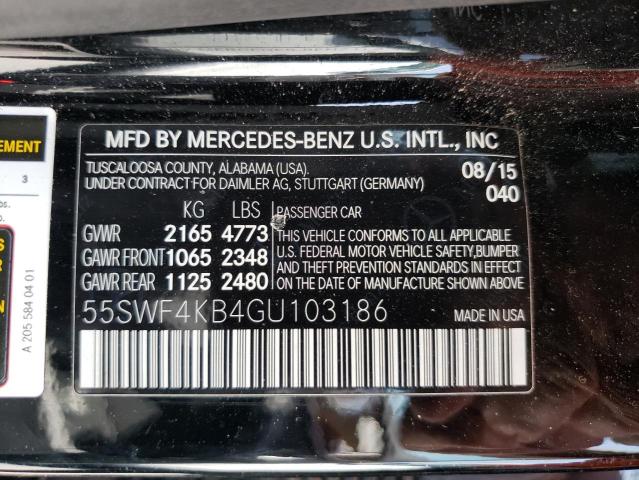 MFD BY MERCEDES-BENZ U.S. INTL., INC
TUSCALOOSA COUNTY, ALABAMA (USA). 08/15
UNDER CONTRACT FOR DAIMLER AG, STUTTGART (GERMANY) 040
KG LBS PASSENGER CAR
GWR 2165 4773 THIS VEHICLE CONFORMS TO ALL APPLICABLE
GAWR FRONT 1065 2348 U.S. FEDERAL MOTOR VEHICLE SAFETY, BUMPER
AND THEFT PREVENTION STANDARDS IN EFFECT
GAWR REAR 1125 2480 ON THE DATE OF MANUFACTURE SHOWN ABOVE.
55SWF4KB4GU103186 MADE IN USA
EMENT
3
A 205 584 04 01